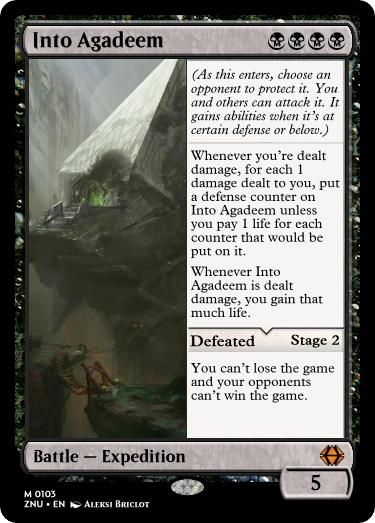 Into Agadeem
(As this enters, choose an
opponent to protect it. You
and others can attack it. It
gains abilities when it's at
certain defense or below.)
Whenever you're dealt
damage, for each 1
damage dealt to you, put
a defense counter on
Into Agadeem unless
you pay 1 life for each
counter that would be
put on it.
Whenever Into
Agadeem is dealt
damage, you gain that
much life.
Defeated Stage 2
You can't lose the game
and your opponents
can't win the game.
Battle — Expedition
5
M 0103
ZNU • EN Aleksi Briclot